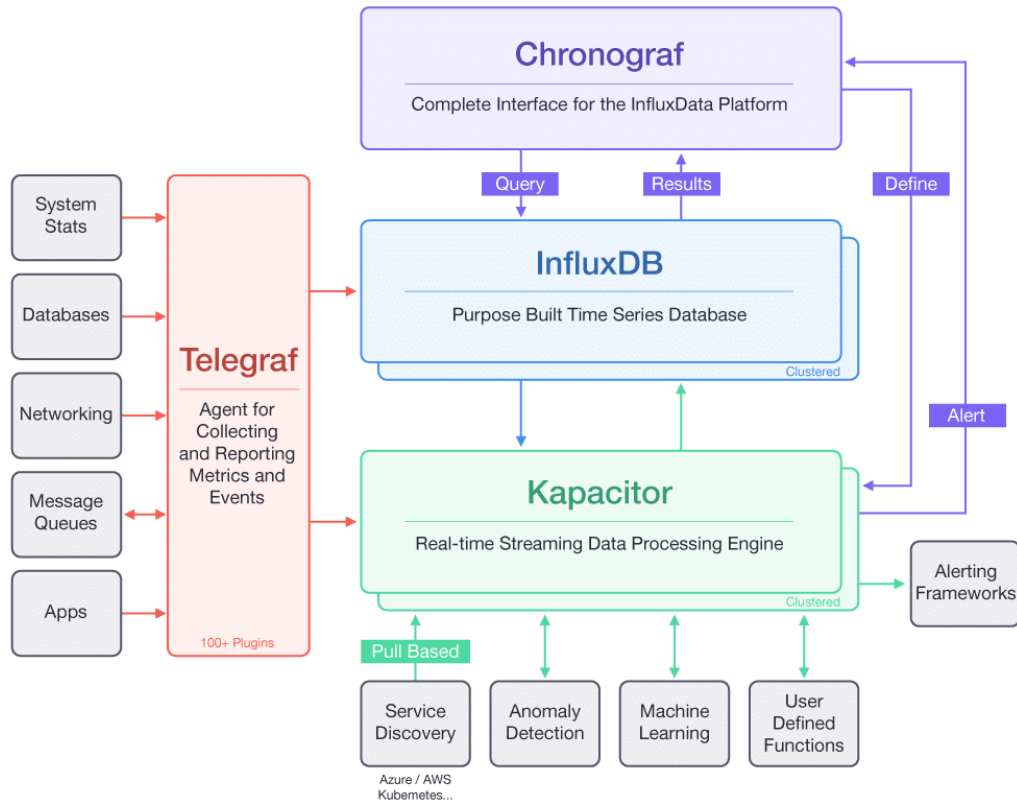 Chronograf
Complete Interface for the InfluxData Platform
Query
Results
Define
System
Stats
Databases
Networking
Message
Queues
Apps
Telegraf
Agent for
Collecting
and Reporting
Metrics and
Events
100+ Plugins
InfluxDB
Purpose Built Time Series Database
Clustered
Alert
Kapacitor
Real-time Streaming Data Processing Engine
Clustered
Alerting
Frameworks
Pull Based
Service
Discovery
Azure / AWS
Kubemetes...
Anomaly
Detection
Machine
Learning
User
Defined
Functions